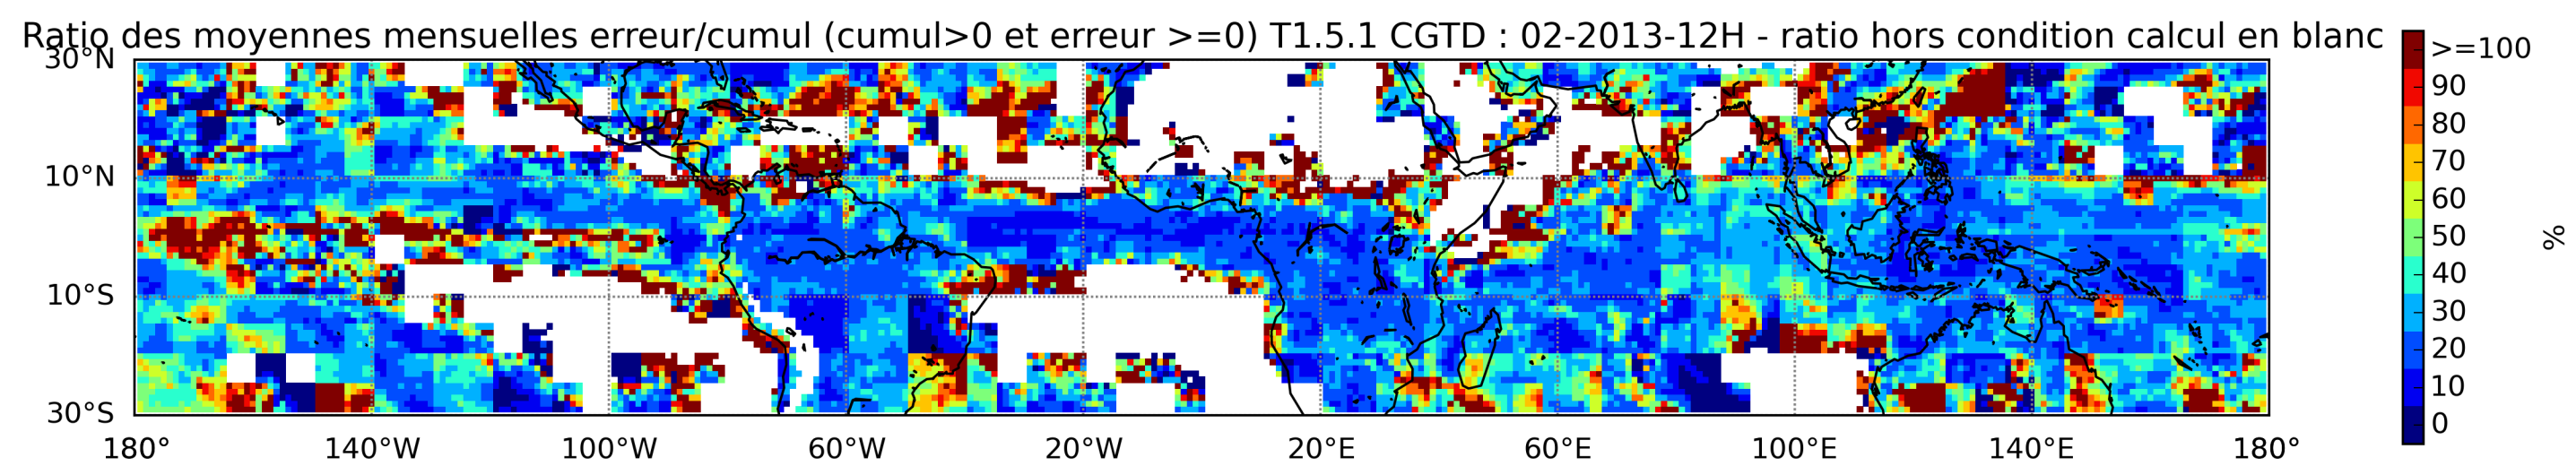 Ratio des moyennes mensuelles erreur/cumul (cumul>0 et erreur >=0) T1.5.1 CGTD : 02-2013-12H - ratio hors condition calcul en blanc
30°N
10°N
10°S
30°S
180° 140°W 100°W 60°W 20°W 20°E 60°E 100°E 140°E 180°
>=100
90
80
70
60
50
40
30
20
10
0
%